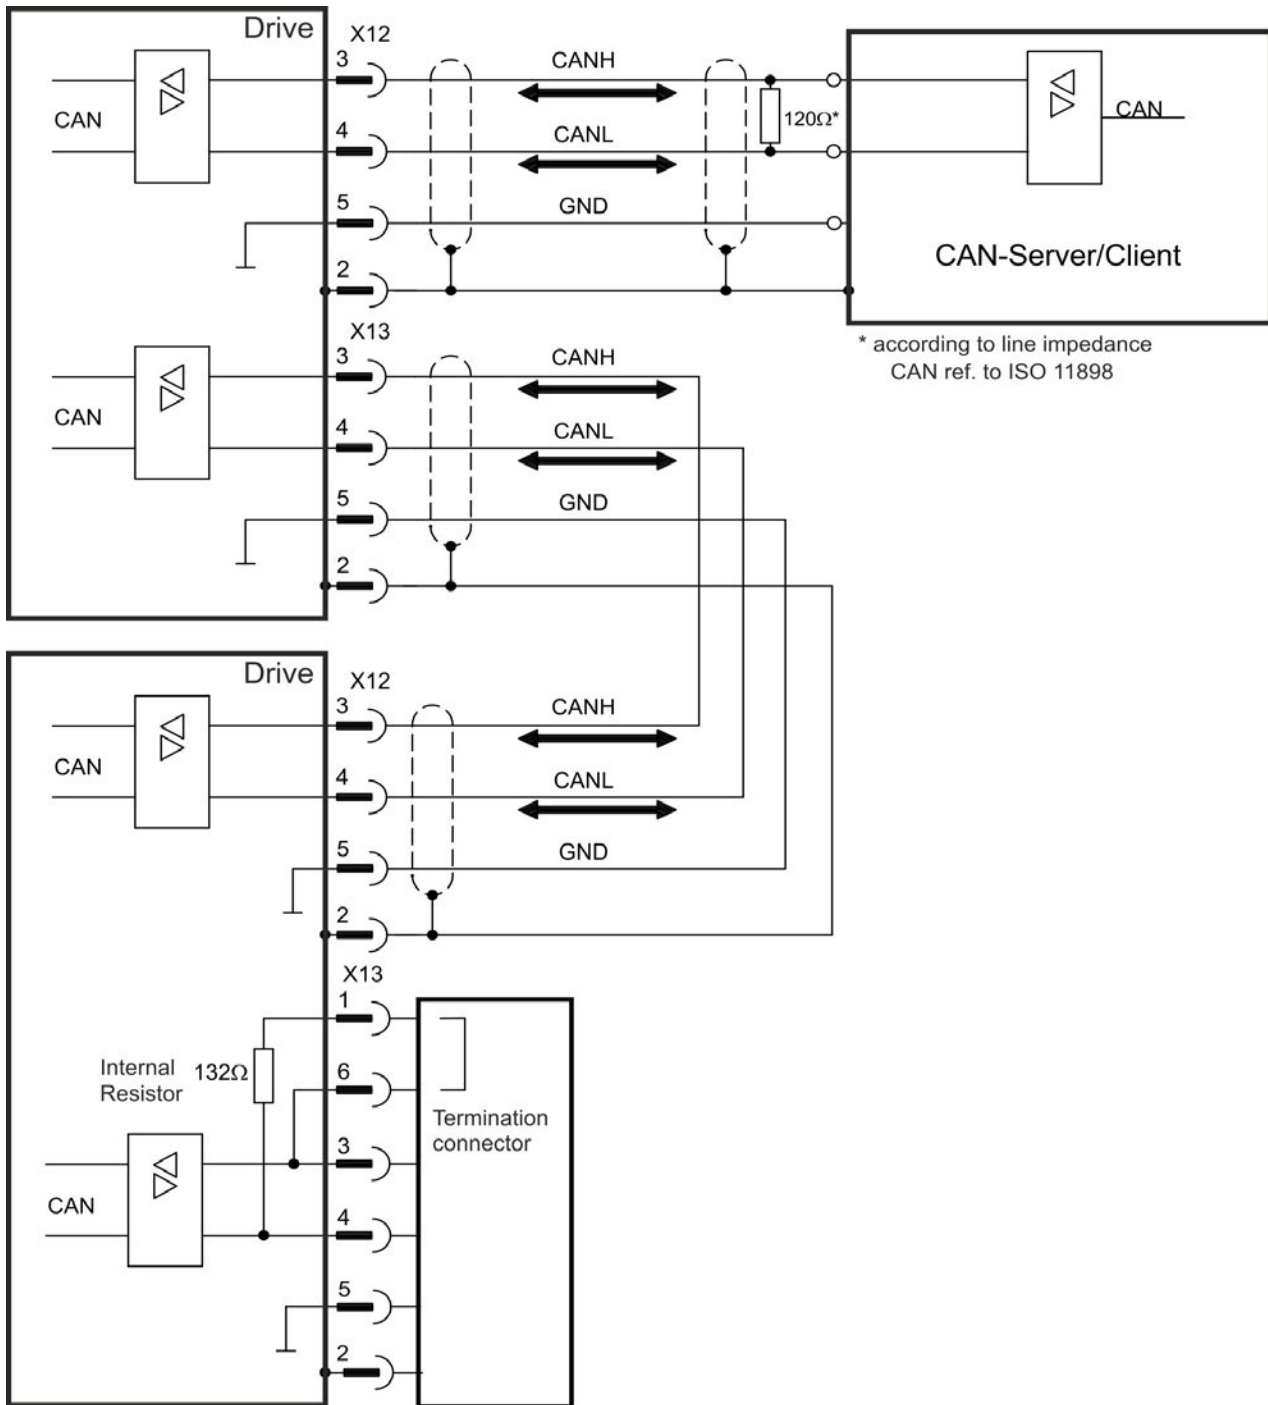 Drive
X12
3
CANH
CAN
120Ω*
CAN
4
CANL
5
GND
CAN-Server/Client
2
X13
* according to line impedance
CAN ref. to ISO 11898
3
CANH
CAN
4
CANL
5
GND
2
Drive
X12
3
CANH
CAN
4
CANL
5
GND
2
X13
1
Internal
Resistor
132Ω
6
Termination
connector
3
CAN
4
5
2